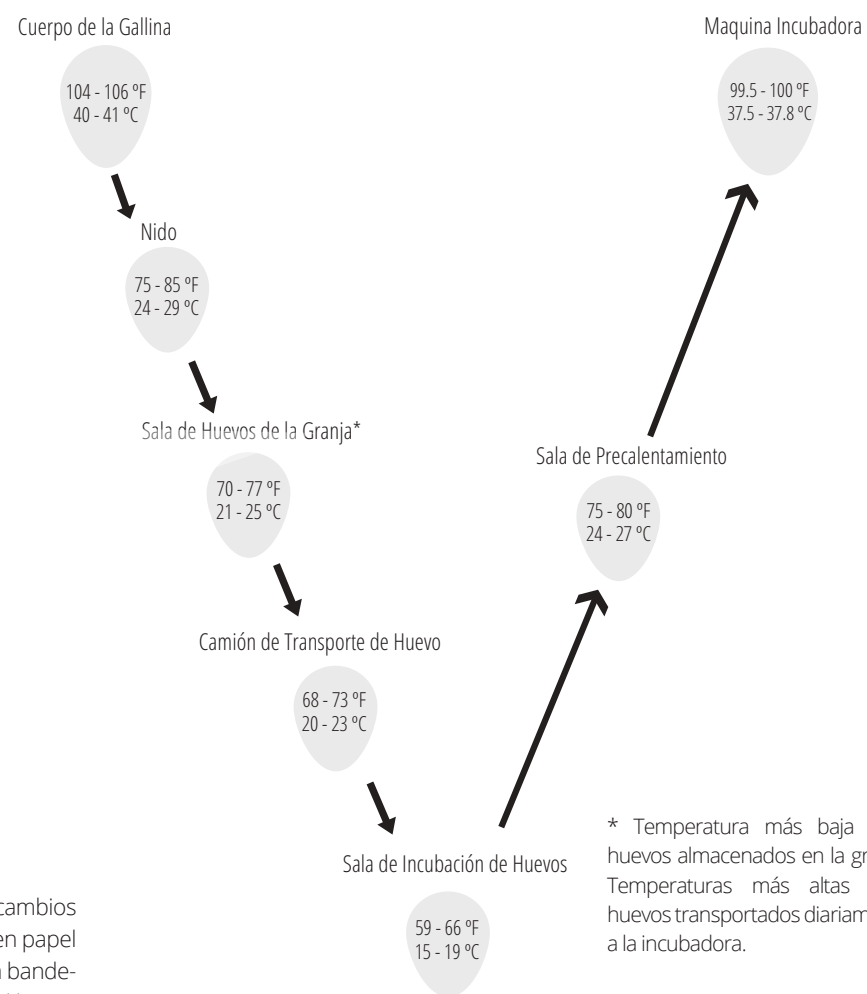 Cuerpo de la Gallina
104 - 106 ºF
40 - 41 ºC
Nido
75 - 85 ºF
24 - 29 ºC
Sala de Huevos de la Granja*
70 - 77 ºF
21 - 25 ºC
Camión de Transporte de Huevo
68 - 73 ºF
20 - 23 ºC
Sala de Incubación de Huevos
59 - 66 ºF
15 - 19 ºC
Sala de Precalentamiento
75 - 80 ºF
24 - 27 ºC
Maquina Incubadora
99.5 - 100 ºF
37.5 - 37.8 ºC
* Temperatura más baja
huevos almacenados en la
Temperaturas más altas
huevos transportados
a la incubadora.
cambios
en papel
bande-